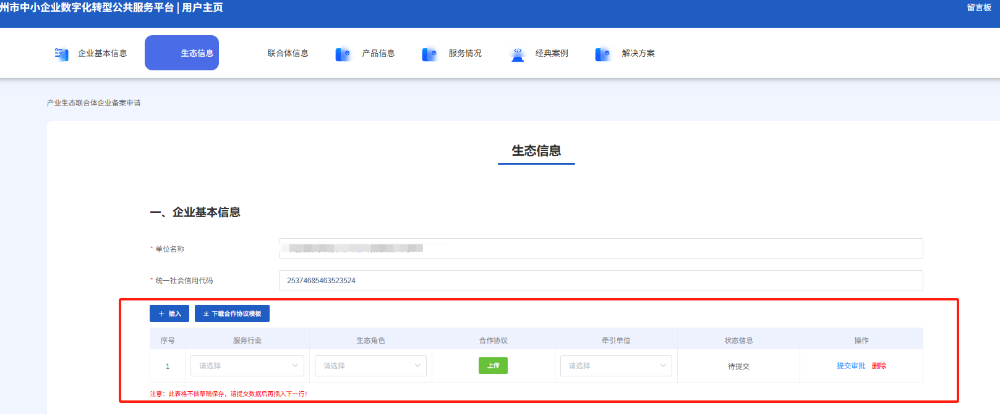 州市中小企业数字化转型公共服务平台 | 用户主页
留言板
企业基本信息
生态信息
联合体信息
产品信息
服务情况
经典案例
解决方案
产业生态联合体企业备案申请
生态信息
一、企业基本信息
* 单位名称
* 统一社会信用代码
25374685463523524
插入
下载合作协议模板
序号 服务行业 生态角色 合作协议 牵引单位 状态信息 操作
1 请选择 请选择 上传 请选择 待提交 提交审批 删除
注意：此表格不做草稿保存，请提交数据后再插入下一行！